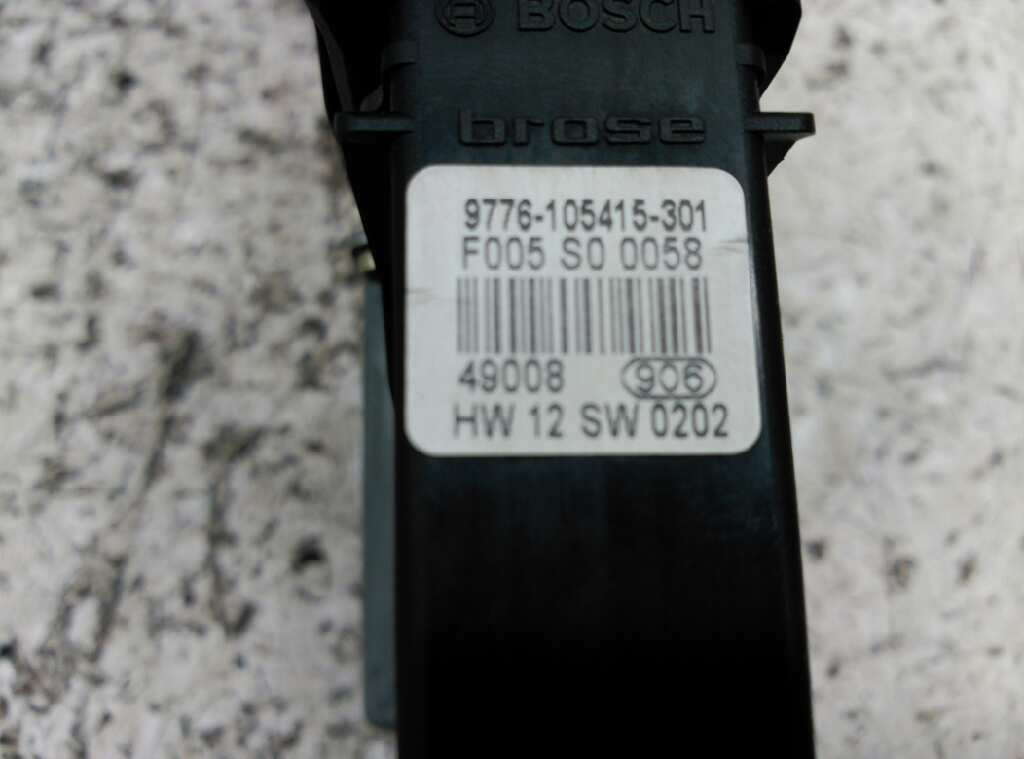 BOSCH
brose
9776-105415-301
F005 S0 0058
49008 906
HW 12 SW 0202